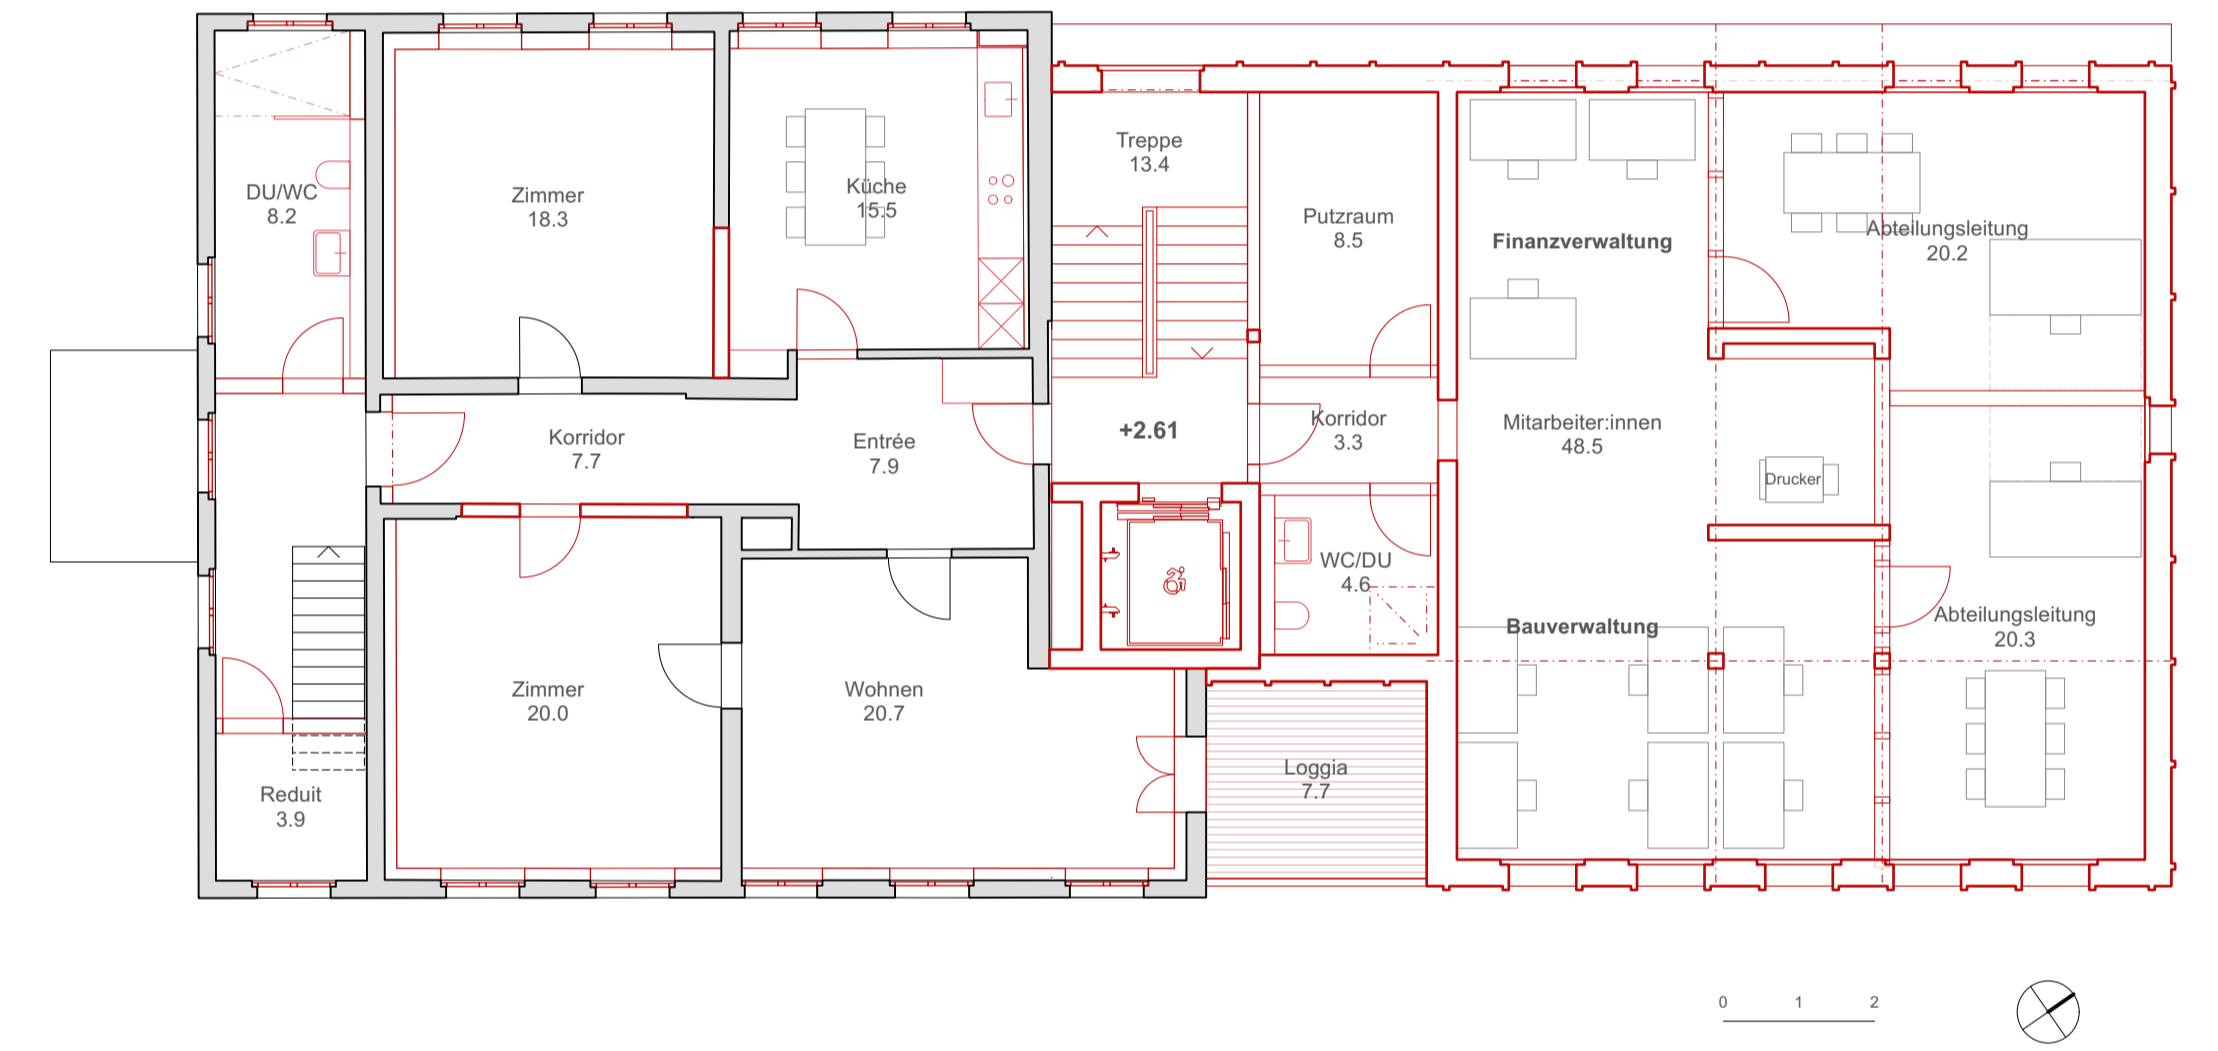 DU/WC
8.2
Zimmer
18.3
Küche
15.5
Treppe
13.4
Putzraum
8.5
Finanzverwaltung
Abteilungsleitung
20.2
Korridor
7.7
Entrée
7.9
+2.61
Korridor
3.3
Mitarbeiter:innen
48.5
Drucker
WC/DU
4.6
Bauverwaltung
Abteilungsleitung
20.3
Zimmer
20.0
Wohnen
20.7
Loggia
7.7
Reduit
3.9
0 1 2